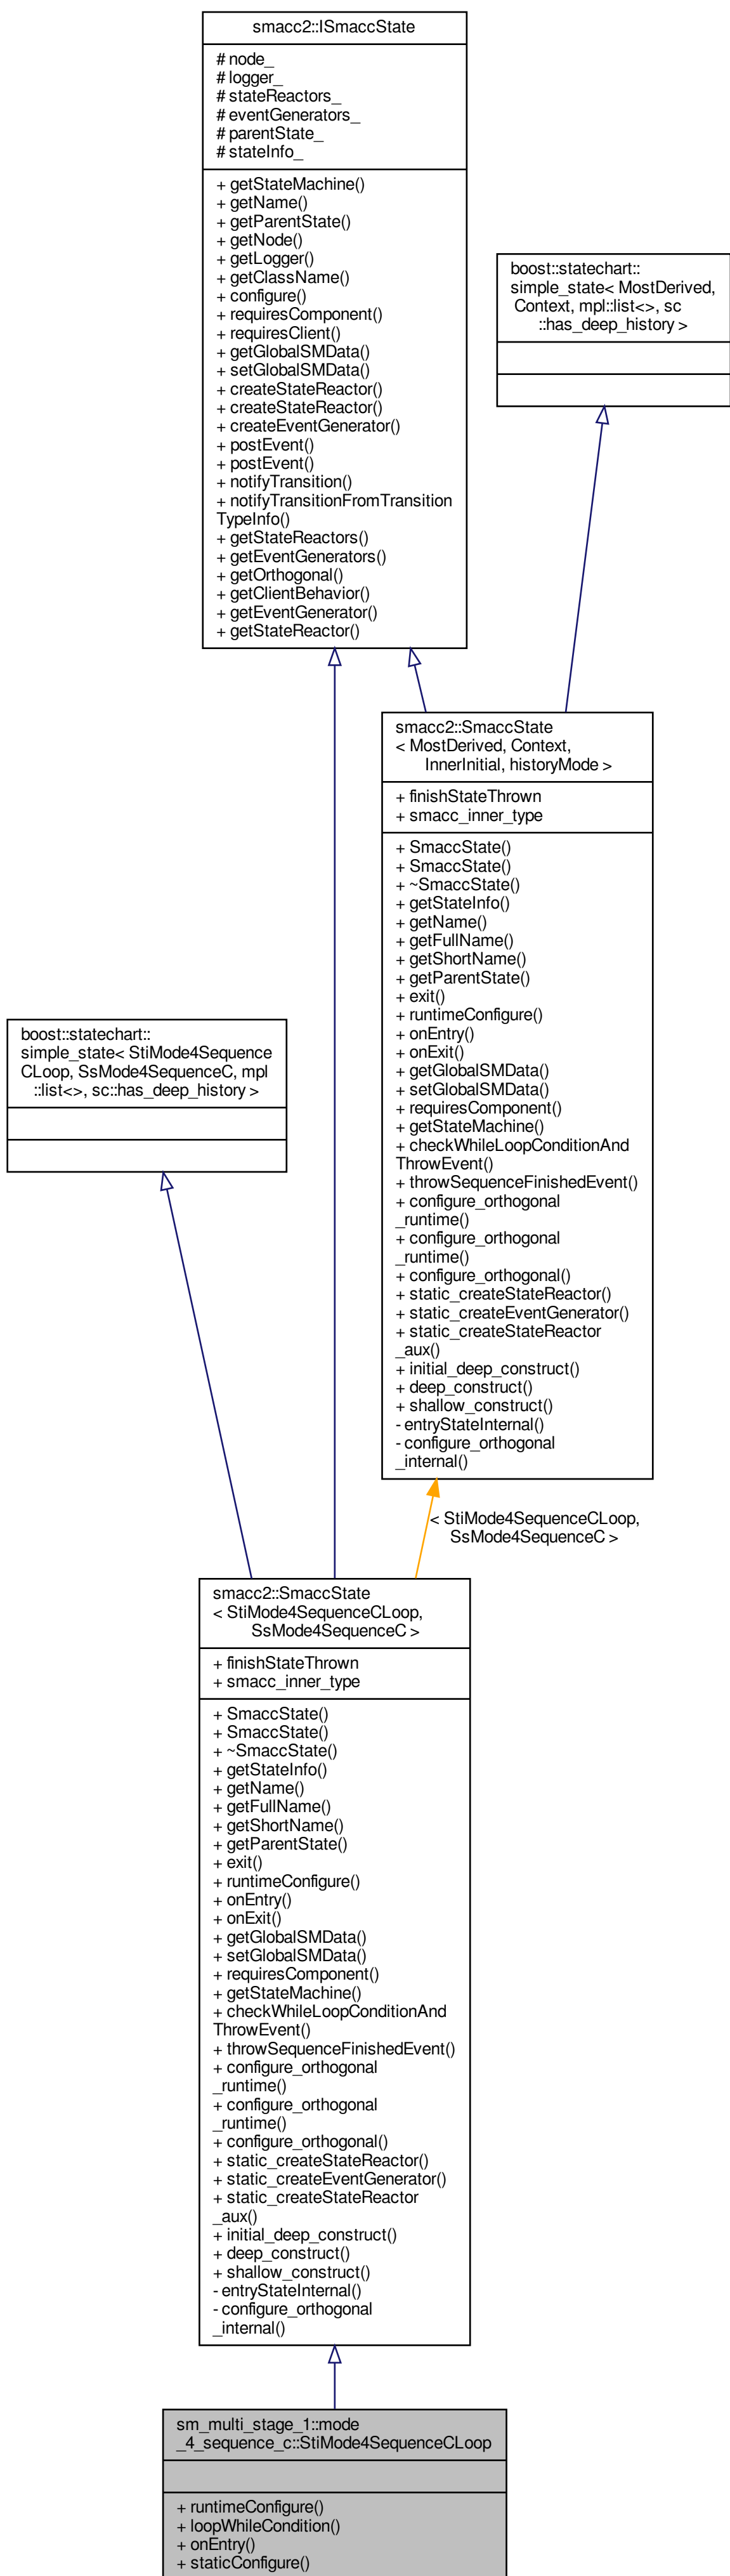 smacc2::ISmaccState
# node_
# logger_
# stateReactors_
# eventGenerators_
# parentState_
# stateInfo_
+ getStateMachine()
+ getName()
+ getParentState()
+ getNode()
+ getLogger()
+ getClassName()
+ configure()
+ requiresComponent()
+ requiresClient()
+ getGlobalSMData()
+ setGlobalSMData()
+ createStateReactor()
+ createStateReactor()
+ createEventGenerator()
+ postEvent()
+ postEvent()
+ notifyTransition()
+ notifyTransitionFromTransition
TypeInfo()
+ getStateReactors()
+ getEventGenerators()
+ getOrthogonal()
+ getClientBehavior()
+ getEventGenerator()
+ getStateReactor()
boost::statechart::
simple_state< MostDerived,
Context, mpl::list<>, sc
::has_deep_history >
smacc2::SmaccState
< MostDerived, Context,
InnerInitial, historyMode >
+ finishStateThrown
+ smacc_inner_type
+ SmaccState()
+ SmaccState()
+ ~SmaccState()
+ getStateInfo()
+ getName()
+ getFullName()
+ getShortName()
+ getParentState()
+ exit()
+ runtimeConfigure()
+ onEntry()
+ onExit()
+ getGlobalSMData()
+ setGlobalSMData()
+ requiresComponent()
+ getStateMachine()
+ checkWhileLoopConditionAnd
ThrowEvent()
+ throwSequenceFinishedEvent()
+ configure_orthogonal
_runtime()
+ configure_orthogonal
_runtime()
+ configure_orthogonal()
+ static_createStateReactor()
+ static_createEventGenerator()
+ static_createStateReactor
_aux()
+ initial_deep_construct()
+ deep_construct()
+ shallow_construct()
- entryStateInternal()
- configure_orthogonal
_internal()
boost::statechart::
simple_state< StiMode4Sequence
CLoop, SsMode4SequenceC, mpl
::list<>, sc::has_deep_history >
< StiMode4SequenceCLoop,
SsMode4SequenceC >
smacc2::SmaccState
< StiMode4SequenceCLoop,
SsMode4SequenceC >
+ finishStateThrown
+ smacc_inner_type
+ SmaccState()
+ SmaccState()
+ ~SmaccState()
+ getStateInfo()
+ getName()
+ getFullName()
+ getShortName()
+ getParentState()
+ exit()
+ runtimeConfigure()
+ onEntry()
+ onExit()
+ getGlobalSMData()
+ setGlobalSMData()
+ requiresComponent()
+ getStateMachine()
+ checkWhileLoopConditionAnd
ThrowEvent()
+ throwSequenceFinishedEvent()
+ configure_orthogonal
_runtime()
+ configure_orthogonal
_runtime()
+ configure_orthogonal()
+ static_createStateReactor()
+ static_createEventGenerator()
+ static_createStateReactor
_aux()
+ initial_deep_construct()
+ deep_construct()
+ shallow_construct()
- entryStateInternal()
- configure_orthogonal
_internal()
sm_multi_stage_1::mode
_4_sequence_c::StiMode4SequenceCLoop
+ runtimeConfigure()
+ loopWhileCondition()
+ onEntry()
+ staticConfigure()